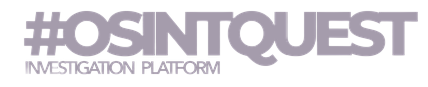 #OSINTQUEST
INVESTIGATION PLATFORM